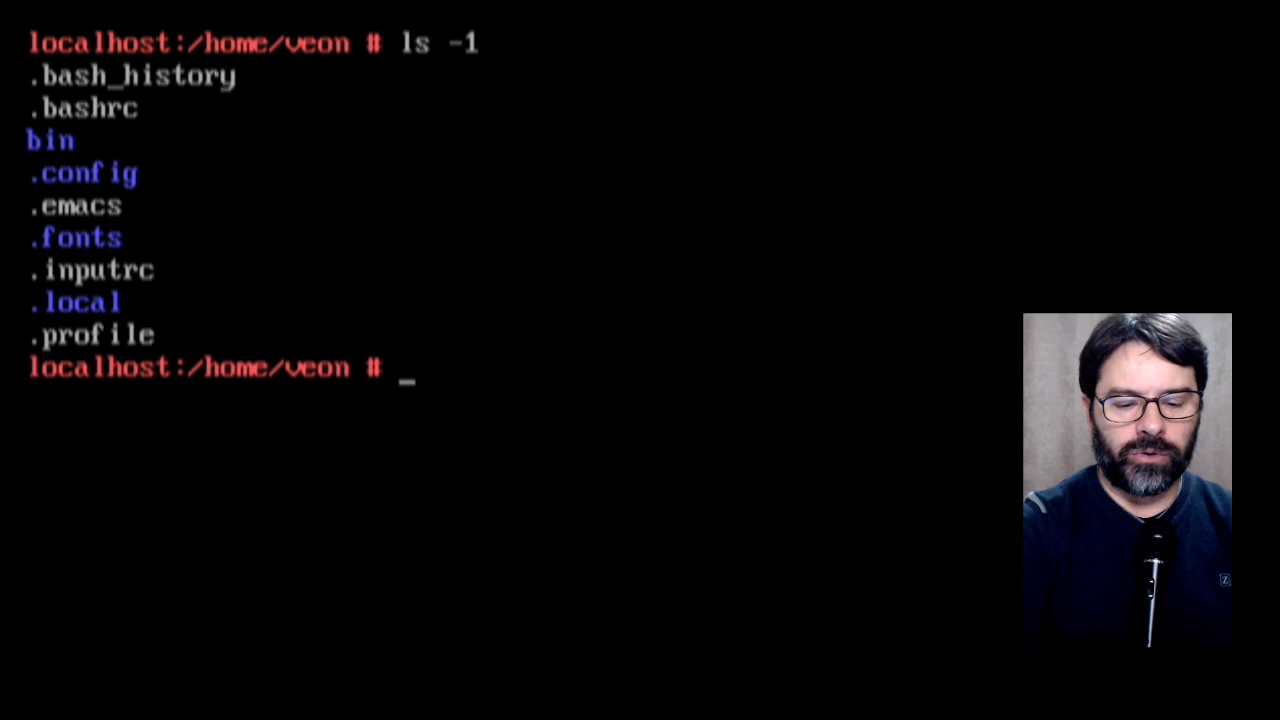 localhost:/home/veon # ls -1
.bash_history
.bashrc
bin
.config
.emacs
.fonts
.inputrc
.local
.profile
localhost:/home/veon # _
Z